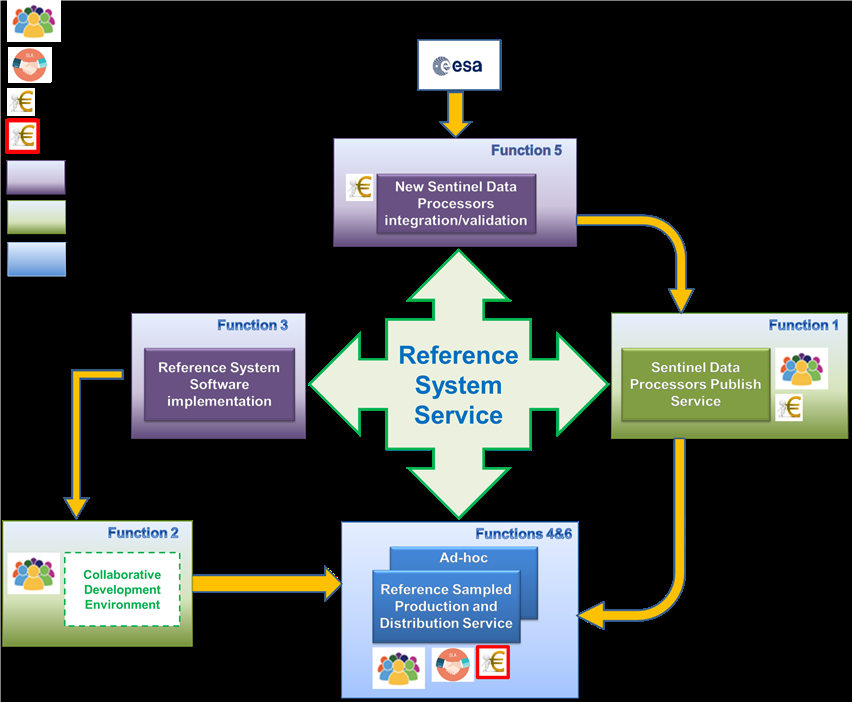 SLA
esa
Function 5
New Sentinel Data
Processors
integration/validation
Function 3
Reference System
Software
implementation
Reference
System
Service
Function 1
Sentinel Data
Processors Publish
Service
Function 2
Collaborative
Development
Environment
Functions 4&6
Ad-hoc
Reference Sampled
Production and
Distribution Service
SLA